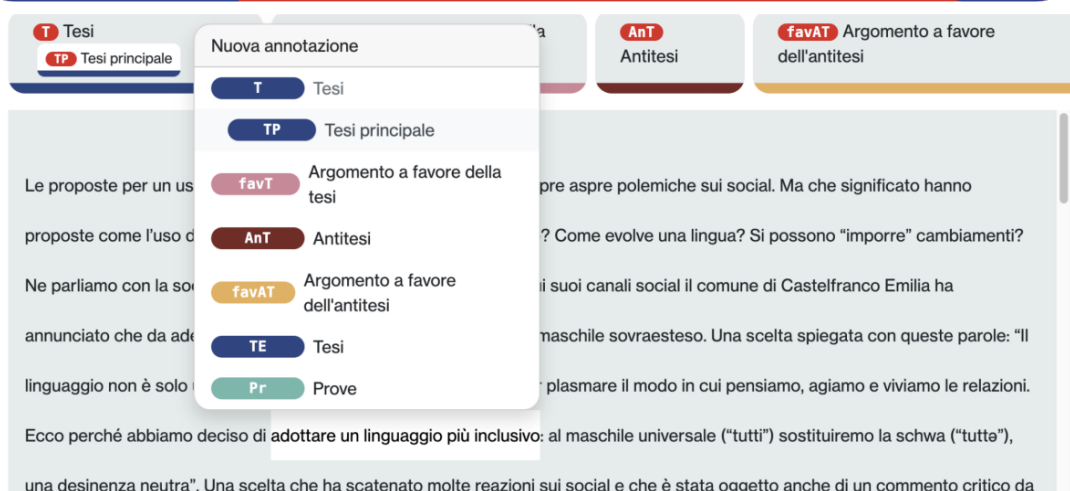 T Tesi
TP Tesi principale
la
AnT
Antitesi
favAT Argomento a favore
dell'antitesi
Nuova annotazione
T Tesi
TP Tesi principale
favT Argomento a favore della
tesi
AnT Antitesi
favAT Argomento a favore
dell'antitesi
TE Tesi
Pr Prove
Le proposte per un us pre aspre polemiche sui social. Ma che significato hanno
proposte come l'uso d ? Come evolve una lingua? Si possono “imporre” cambiamenti?
Ne parliamo con la so i suoi canali social il comune di Castelfranco Emilia ha
annunciato che da ade maschile sovraesteso. Una scelta spiegata con queste parole: “Il
linguaggio non è solo plasmare il modo in cui pensiamo, agiamo e viviamo le relazioni.
Ecco perché abbiamo deciso di adottare un linguaggio più inclusivo: al maschile universale (“tutti”) sostituiremo la schwa (“tuttə”),
una desinenza neutra”. Una scelta che ha scatenato molte reazioni sui social e che è stata oggetto anche di un commento critico da